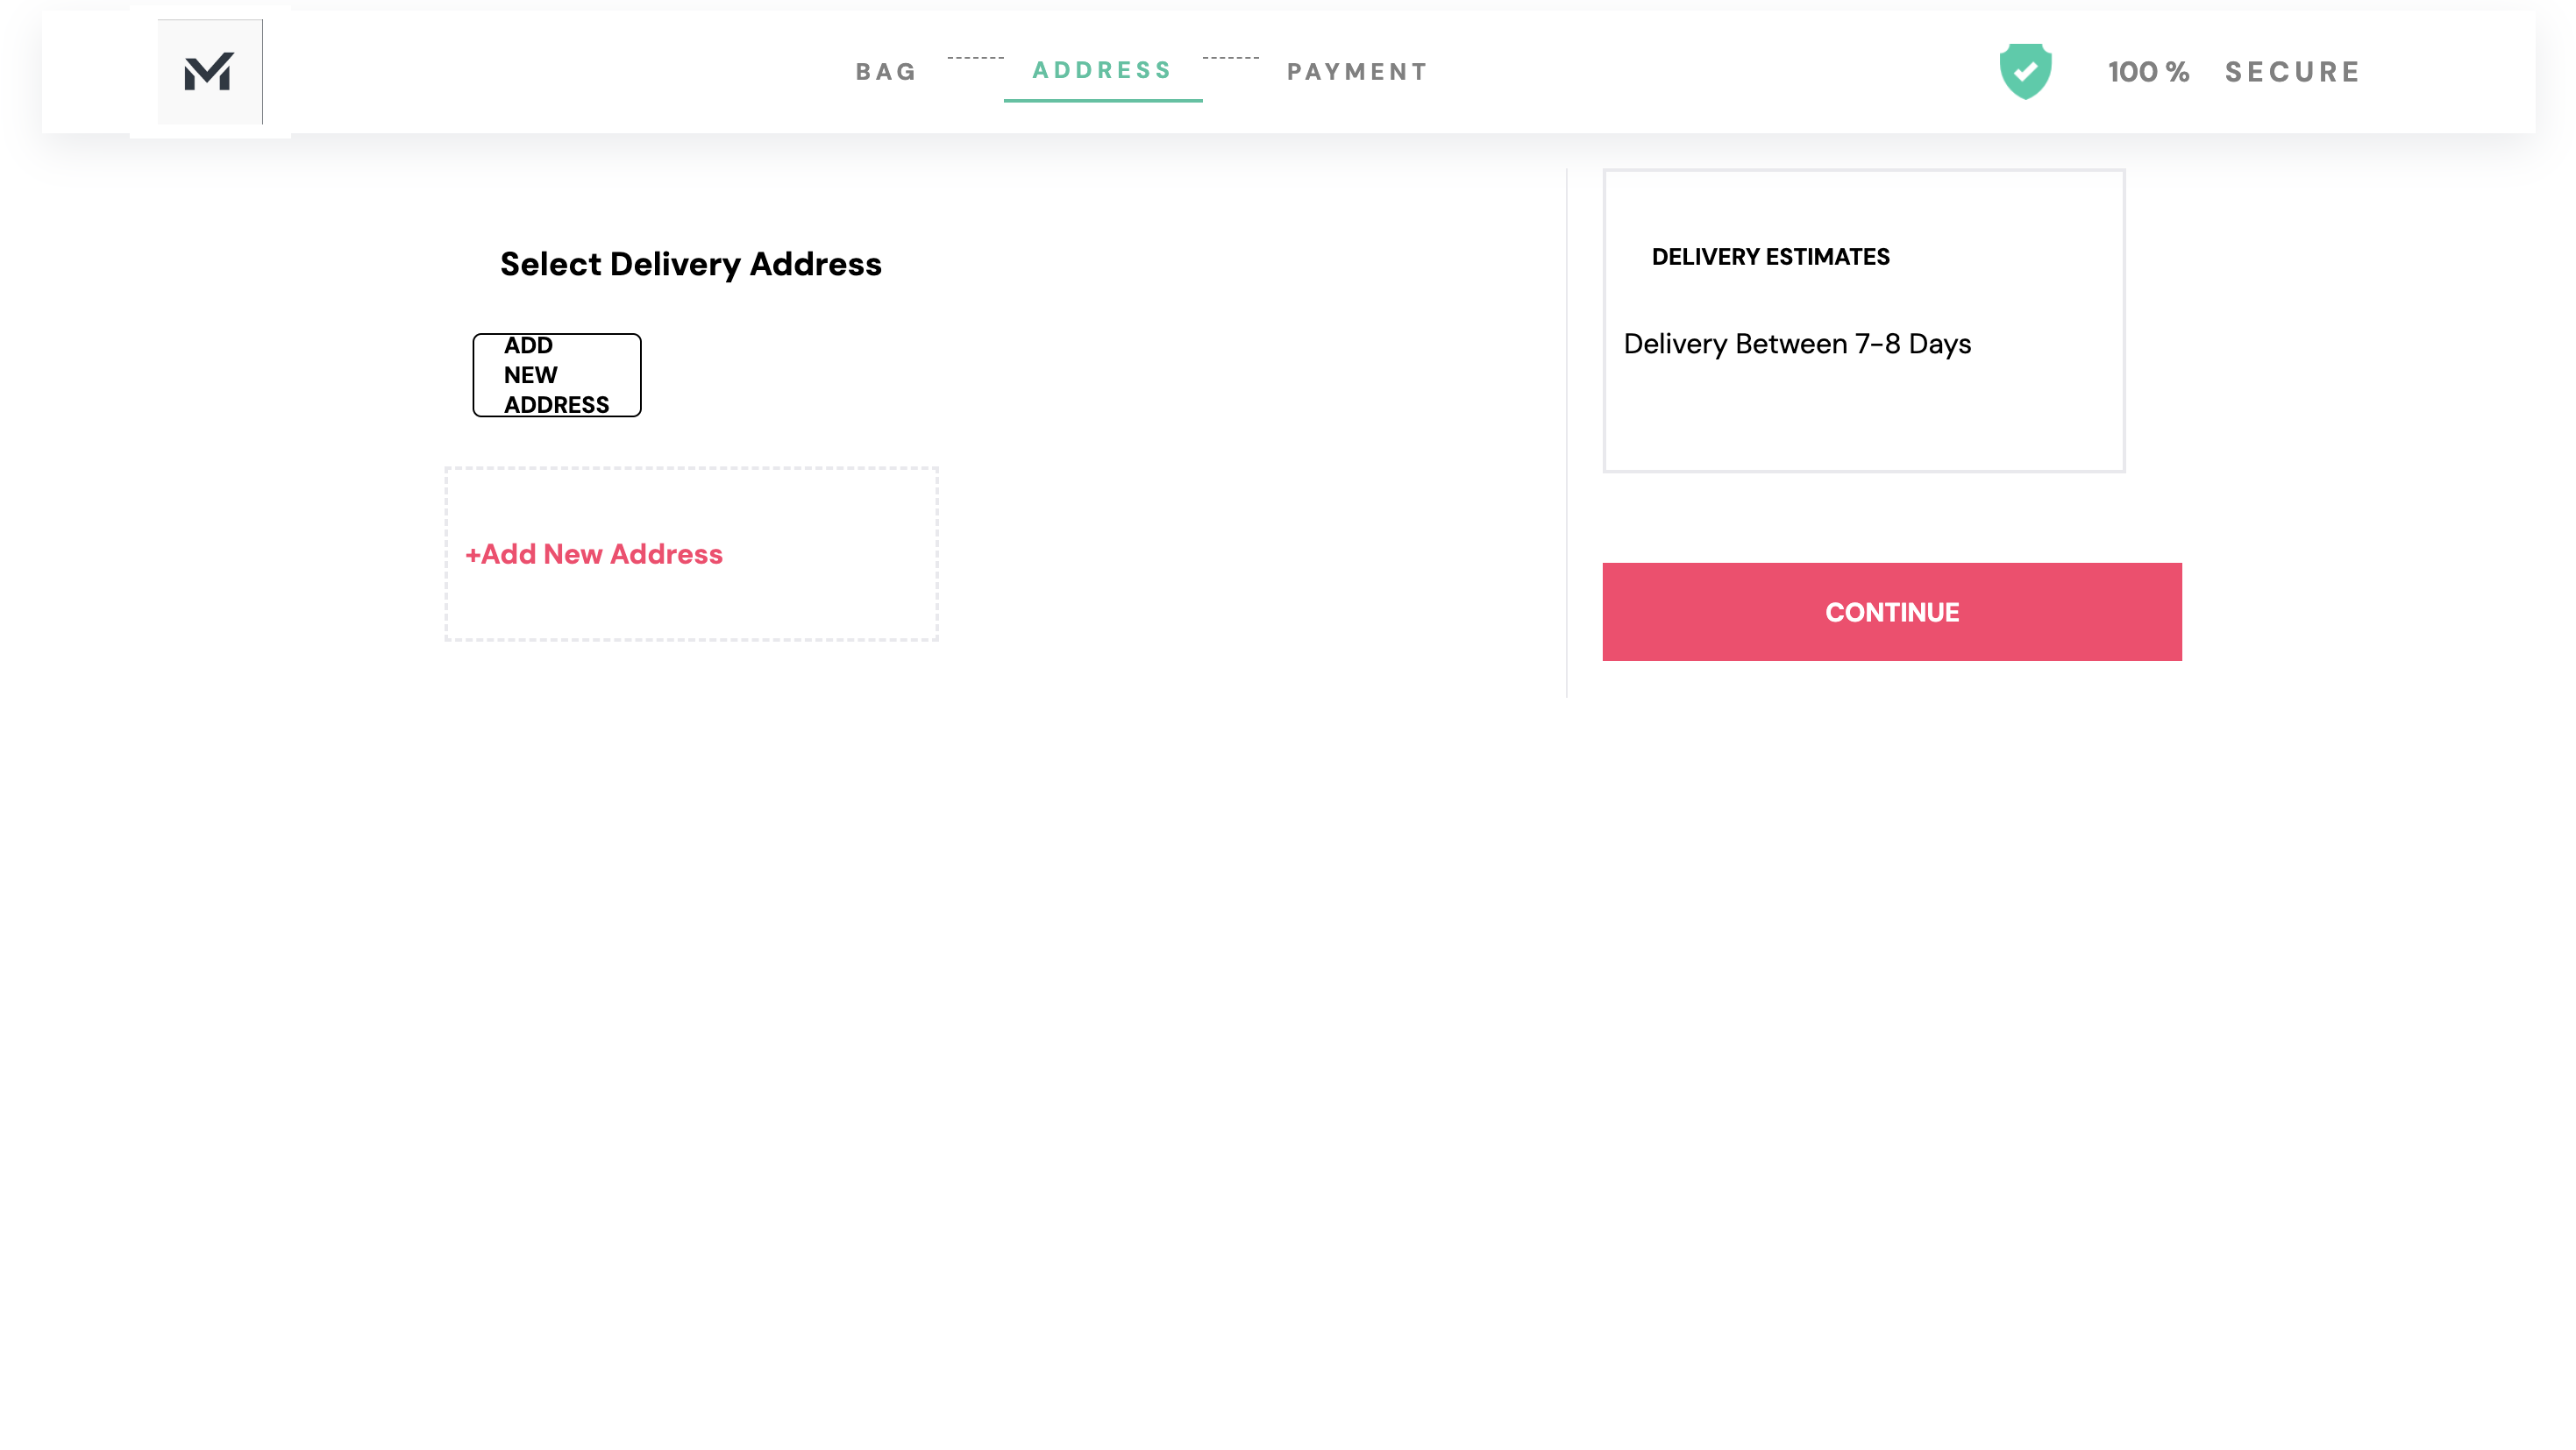 BAG
ADDRESS
PAYMENT
100 % SECURE
Select Delivery Address
ADD
NEW
ADDRESS
+Add New Address
DELIVERY ESTIMATES
Delivery Between 7-8 Days
CONTINUE